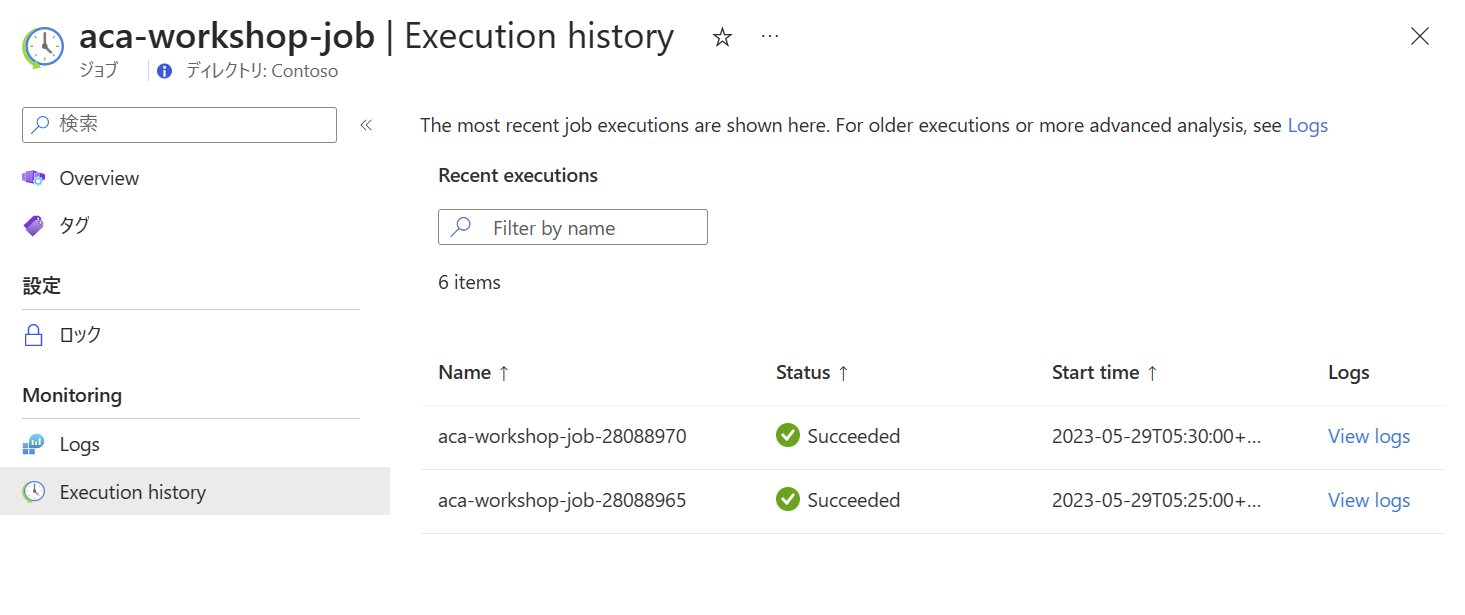 aca-workshop-job | Execution history
ジョブ ディレクトリ: Contoso
検索
Overview
タグ
設定
ロック
Monitoring
Logs
Execution history
The most recent job executions are shown here. For older executions or more advanced analysis, see Logs
Recent executions
Filter by name
6 items
Name ↑ Status ↑ Start time ↑ Logs
aca-workshop-job-28088970 Succeeded 2023-05-29T05:30:00+... View logs
aca-workshop-job-28088965 Succeeded 2023-05-29T05:25:00+... View logs